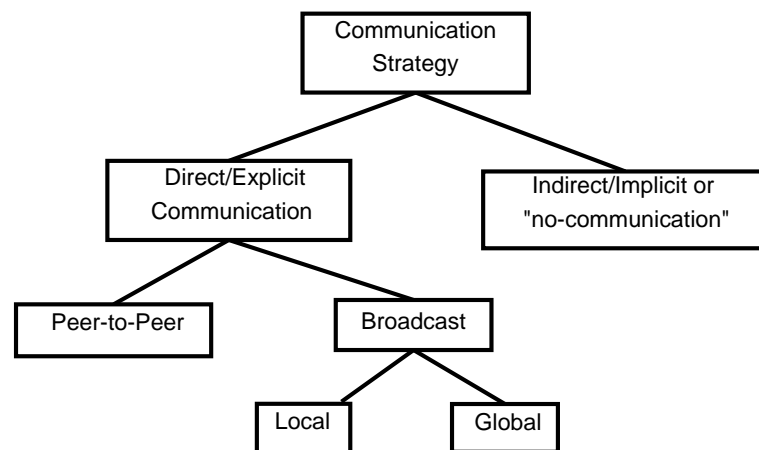 Communication
Strategy
Direct/Explicit
Communication
Indirect/Implicit or
"no-communication"
Peer-to-Peer
Broadcast
Local
Global